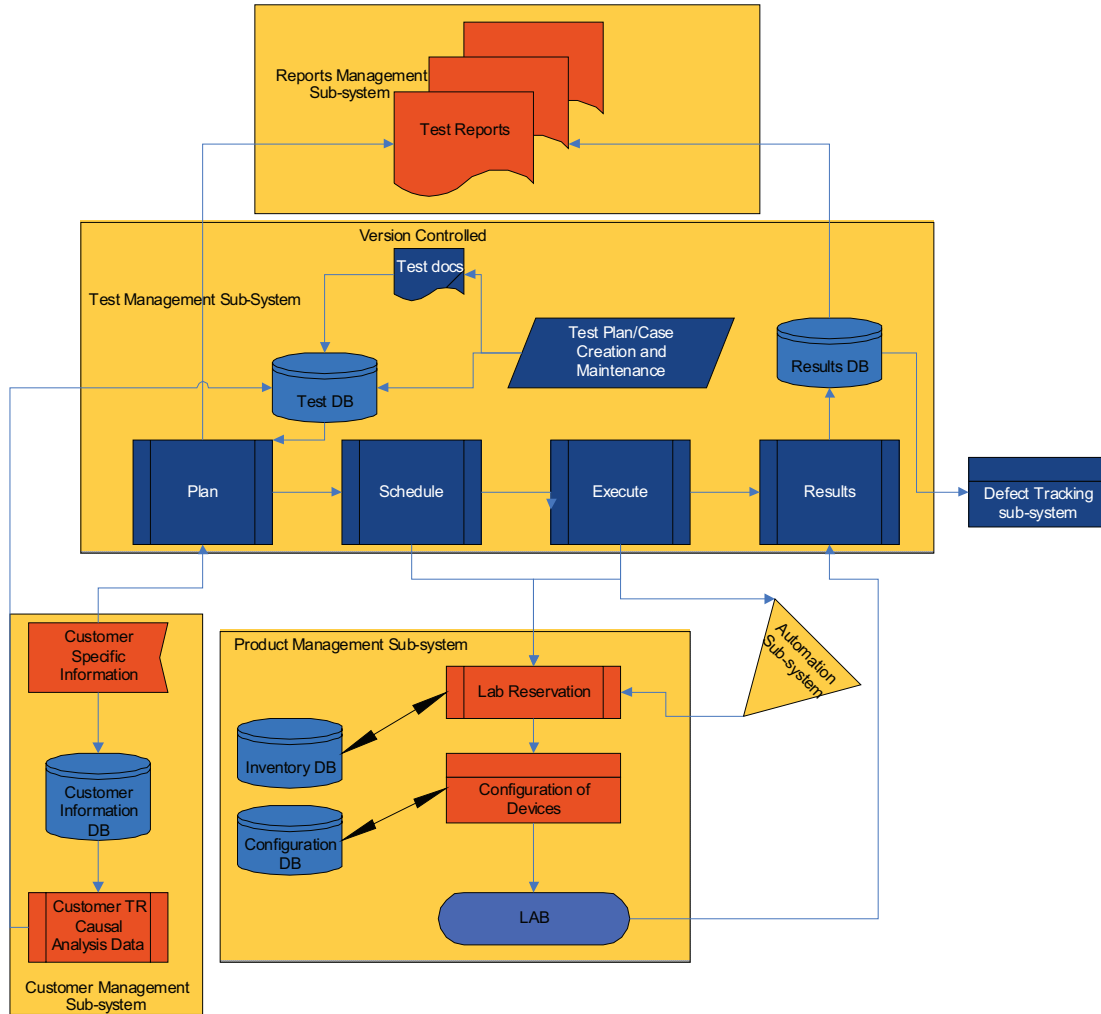 Reports Management
Sub-system
Test Reports
Version Controlled
Test docs
Test Management Sub-System
Test Plan/Case
Creation and
Maintenance
Results DB
Test DB
Plan
Schedule
Execute
Results
Defect Tracking
sub-system
Customer
Specific
Information
Product Management Sub-system
Automation
Sub-system
Lab Reservation
Inventory DB
Customer
Information
DB
Configuration of
Devices
Configuration
DB
Customer TR
Causal
Analysis Data
LAB
Customer Management
Sub-system